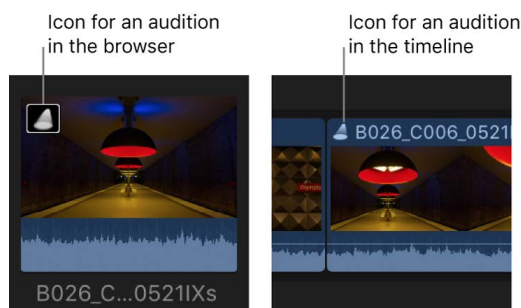 Icon for an audition
in the browser
Icon for an audition
in the timeline
B026_C006_0521
B026_C...0521IXs